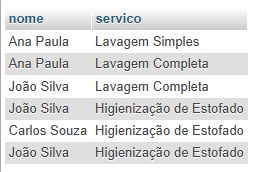 nome servico
Ana Paula Lavagem Simples
Ana Paula Lavagem Completa
João Silva Lavagem Completa
João Silva Higienização de Estofado
Carlos Souza Higienização de Estofado
João Silva Higienização de Estofado